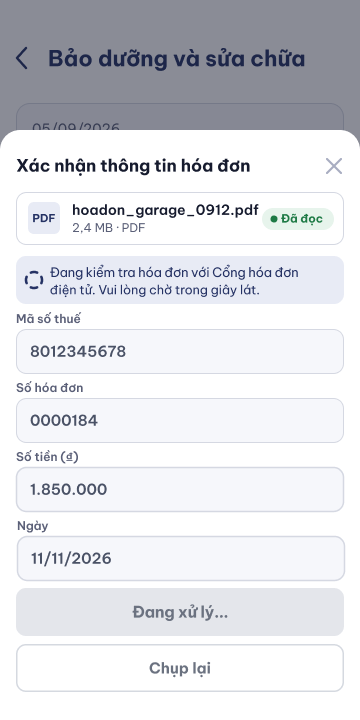 Bảo dưỡng và sửa chữa
05/09/2026
Xác nhận thông tin hóa đơn
PDF
hoadon_garage_0912.pdf
2,4 MB · PDF
Đã đọc
Đang kiểm tra hóa đơn với Cổng hóa đơn
điện tử. Vui lòng chờ trong giây lát.
Mã số thuế
8012345678
Số hóa đơn
0000184
Số tiền (₫)
1.850.000
Ngày
11/11/2026
Đang xử lý...
Chụp lại